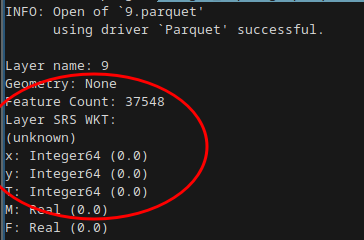 INFO: Open of `9.parquet'
using driver `Parquet' successful.
Layer name: 9
Geometry: None
Feature Count: 37548
Layer SRS WKT:
(unknown)
x: Integer64 (0.0)
y: Integer64 (0.0)
T: Integer64 (0.0)
M: Real (0.0)
F: Real (0.0)